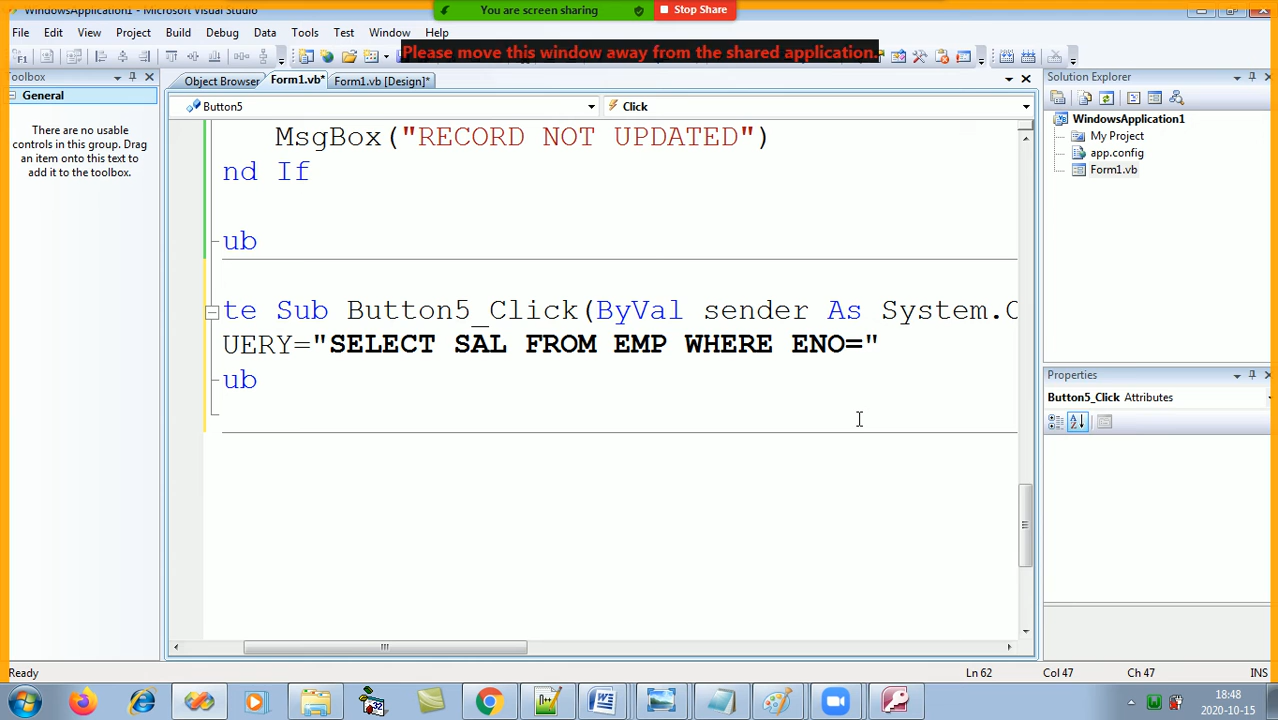 WindowsApplication1 - Microsoft Visual Studio
You are screen sharing
Stop Share
File Edit View Project Build Debug Data Tools Test Window Help
Please move this window away from the shared application.
Toolbox
General
There are no usable
controls in this group. Drag
an item onto this text to
add it to the toolbox.
Object Browser Form1.vb* Form1.vb [Design]*
Button5 Click
MsgBox("RECORD NOT UPDATED")
nd If
ub
te Sub Button5_Click(ByVal sender As System.O
UERY="SELECT SAL FROM EMP WHERE ENO="
ub
Solution Explorer
WindowsApplication1
My Project
app.config
Form1.vb
Properties
Button5_Click Attributes
Ready Ln 62 Col 47 Ch 47 INS
18:48
2020-10-15